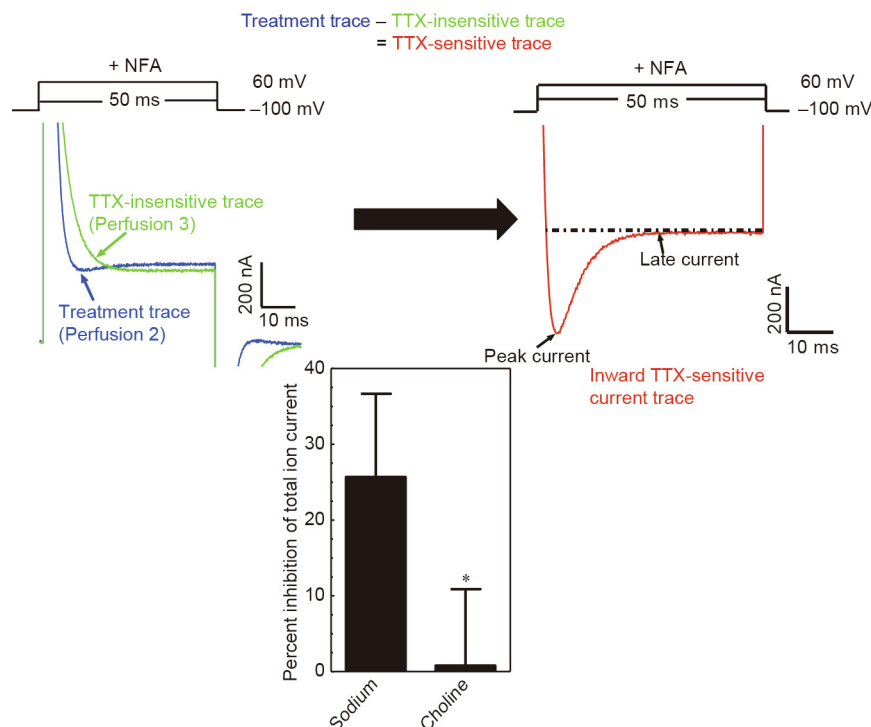 Treatment trace – TTX-insensitive trace
= TTX-sensitive trace
+ NFA
60 mV
50 ms
–100 mV
TTX-insensitive trace
(Perfusion 3)
Treatment trace
(Perfusion 2)
200 nA
10 ms
+ NFA
60 mV
50 ms
–100 mV
Late current
Peak current
200 nA
10 ms
Inward TTX-sensitive
current trace
Percent inhibition of total ion current
40
30
20
10
0
*
Sodium
Choline